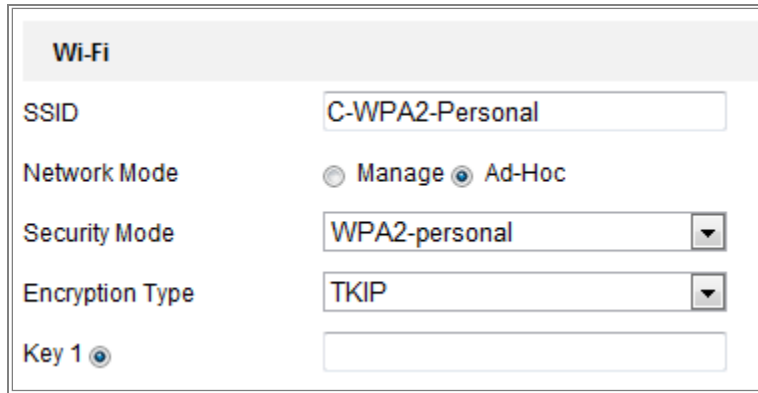 Wi-Fi
SSID C-WPA2-Personal
Network Mode Manage Ad-Hoc
Security Mode WPA2-personal
Encryption Type TKIP
Key 1